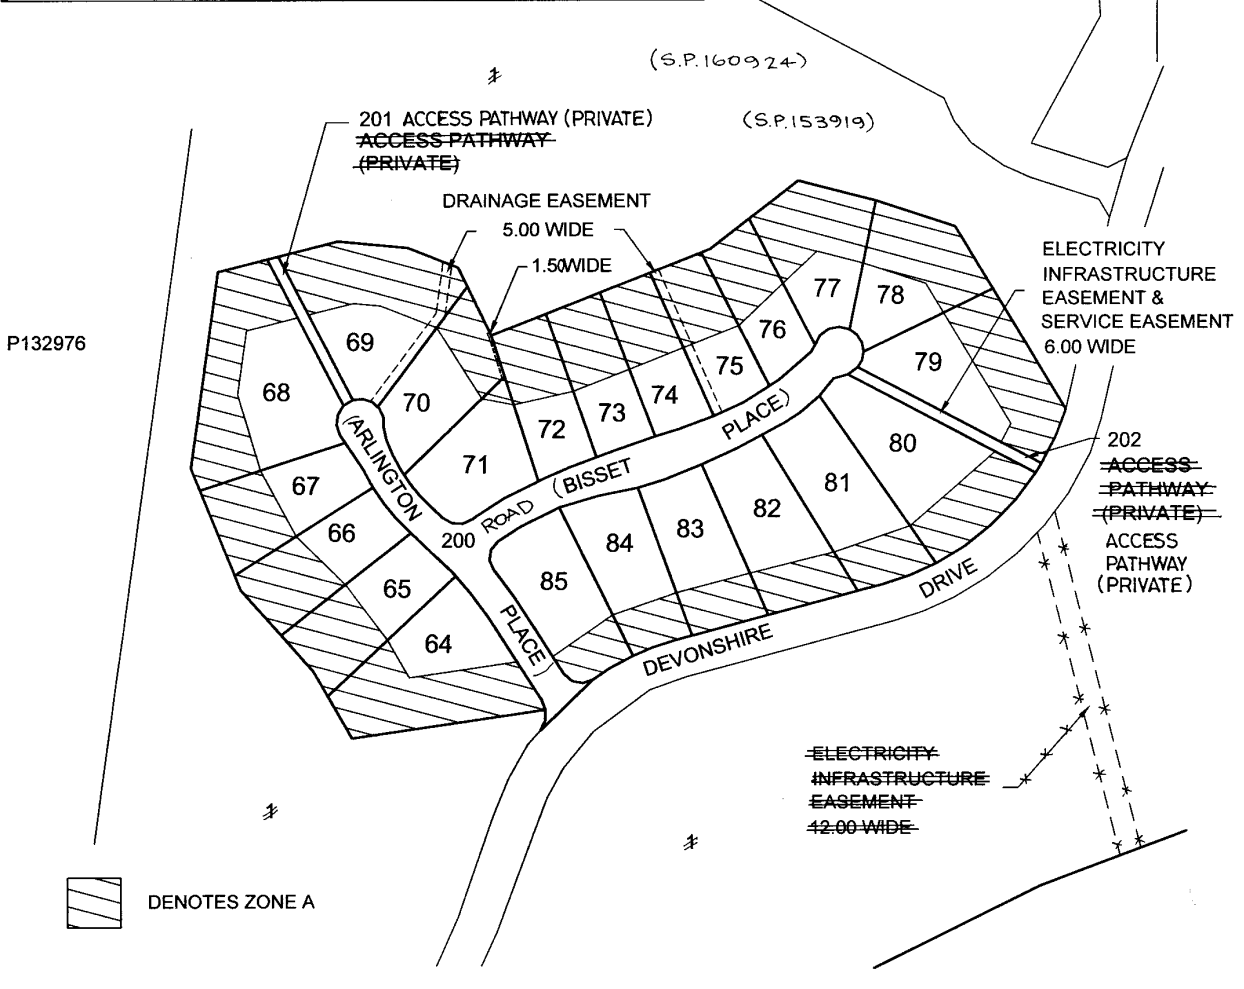 (S.P.160924)
(S.P.153919)
201 ACCESS PATHWAY (PRIVATE)
ACCESS PATHWAY
(PRIVATE)
DRAINAGE EASEMENT
5.00 WIDE
1.50WIDE
ELECTRICITY
INFRASTRUCTURE
EASEMENT &
SERVICE EASEMENT
6.00 WIDE
P132976
77
78
76
69
79
75
68
74
70
73
72
80
71
67
81
82
66
83
84
65
85
64
(ARLINGTON
PLACE)
200 ROAD (BISSET
PLACE)
202
ACCESS
PATHWAY
(PRIVATE)
ACCESS
PATHWAY
(PRIVATE)
DEVONSHIRE
DRIVE
ELECTRICITY
INFRASTRUCTURE
EASEMENT
12.00 WIDE
1
1
1
DENOTES ZONE A